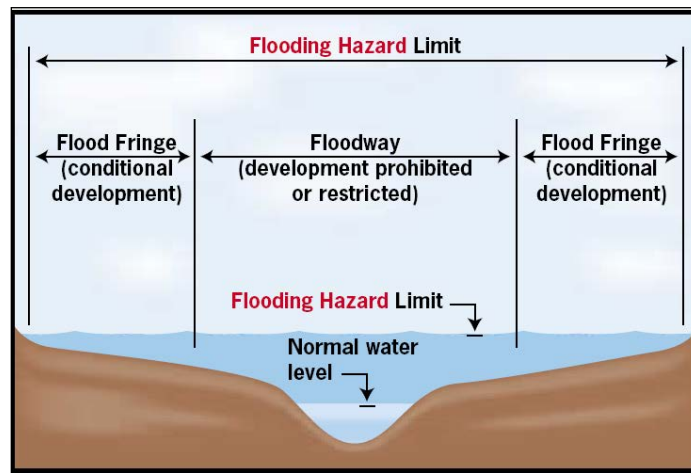 Flooding Hazard Limit
Flood Fringe
(conditional
development)
Floodway
(development prohibited
or restricted)
Flood Fringe
(conditional
development)
Flooding Hazard Limit
Normal water
level